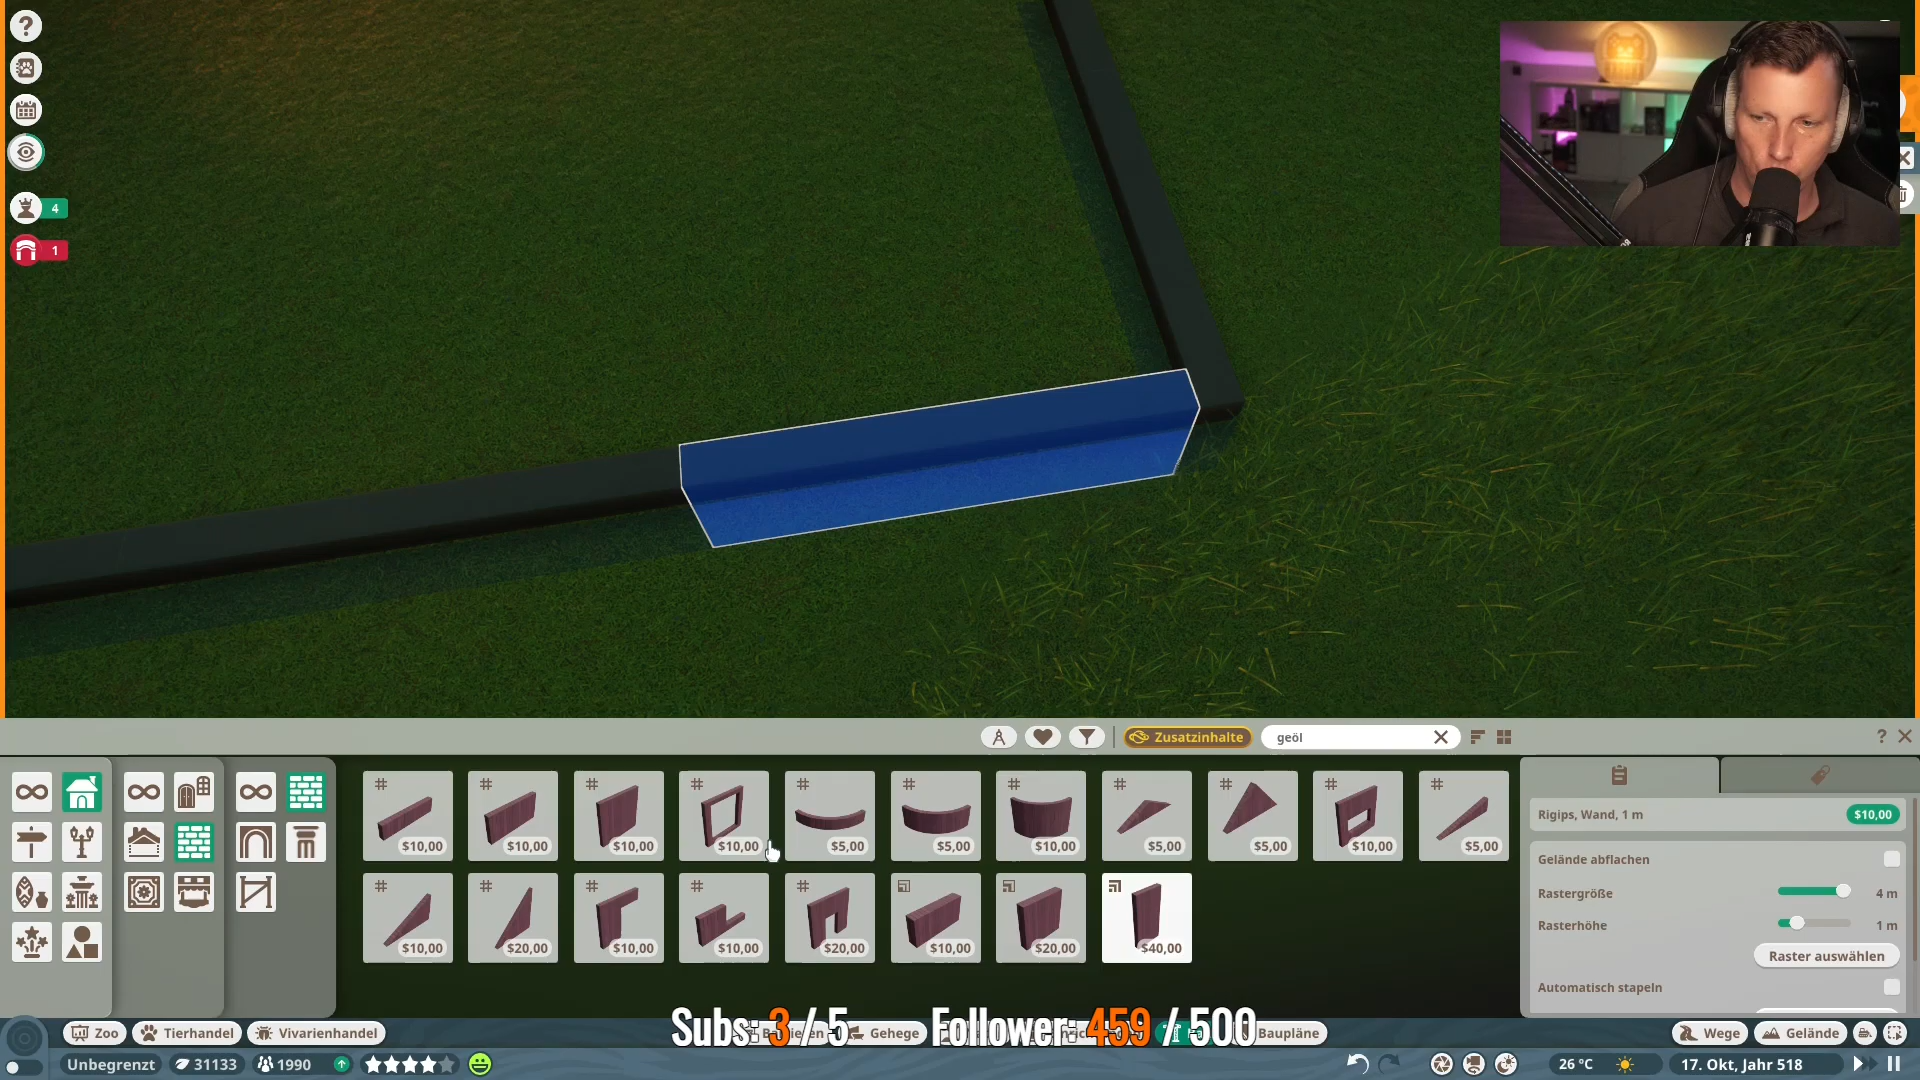 ?
4
1
Zusatzinhalte
geöl
?
$10,00
$10,00
$10,00
$10,00
$5,00
$5,00
$10,00
$5,00
$5,00
$10,00
$5,00
$10,00
$20,00
$10,00
$10,00
$20,00
$10,00
$20,00
$40,00
Rigips, Wand, 1 m
$10,00
Gelände abflachen
Rastergröße
4 m
Rasterhöhe
1 m
Raster auswählen
Automatisch stapeln
Subs: 3 / 5
Follower: 459 / 500
Zoo
Tierhandel
Vivarienhandel
Gehege
Baupläne
Wege
Gelände
Unbegrenzt
31133
1990
26 °C
17. Okt, Jahr 518